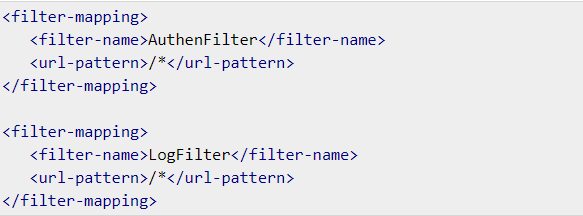 <filter-mapping>
<filter-name>AuthenFilter</filter-name>
<url-pattern>/*</url-pattern>
</filter-mapping>
<filter-mapping>
<filter-name>LogFilter</filter-name>
<url-pattern>/*</url-pattern>
</filter-mapping>